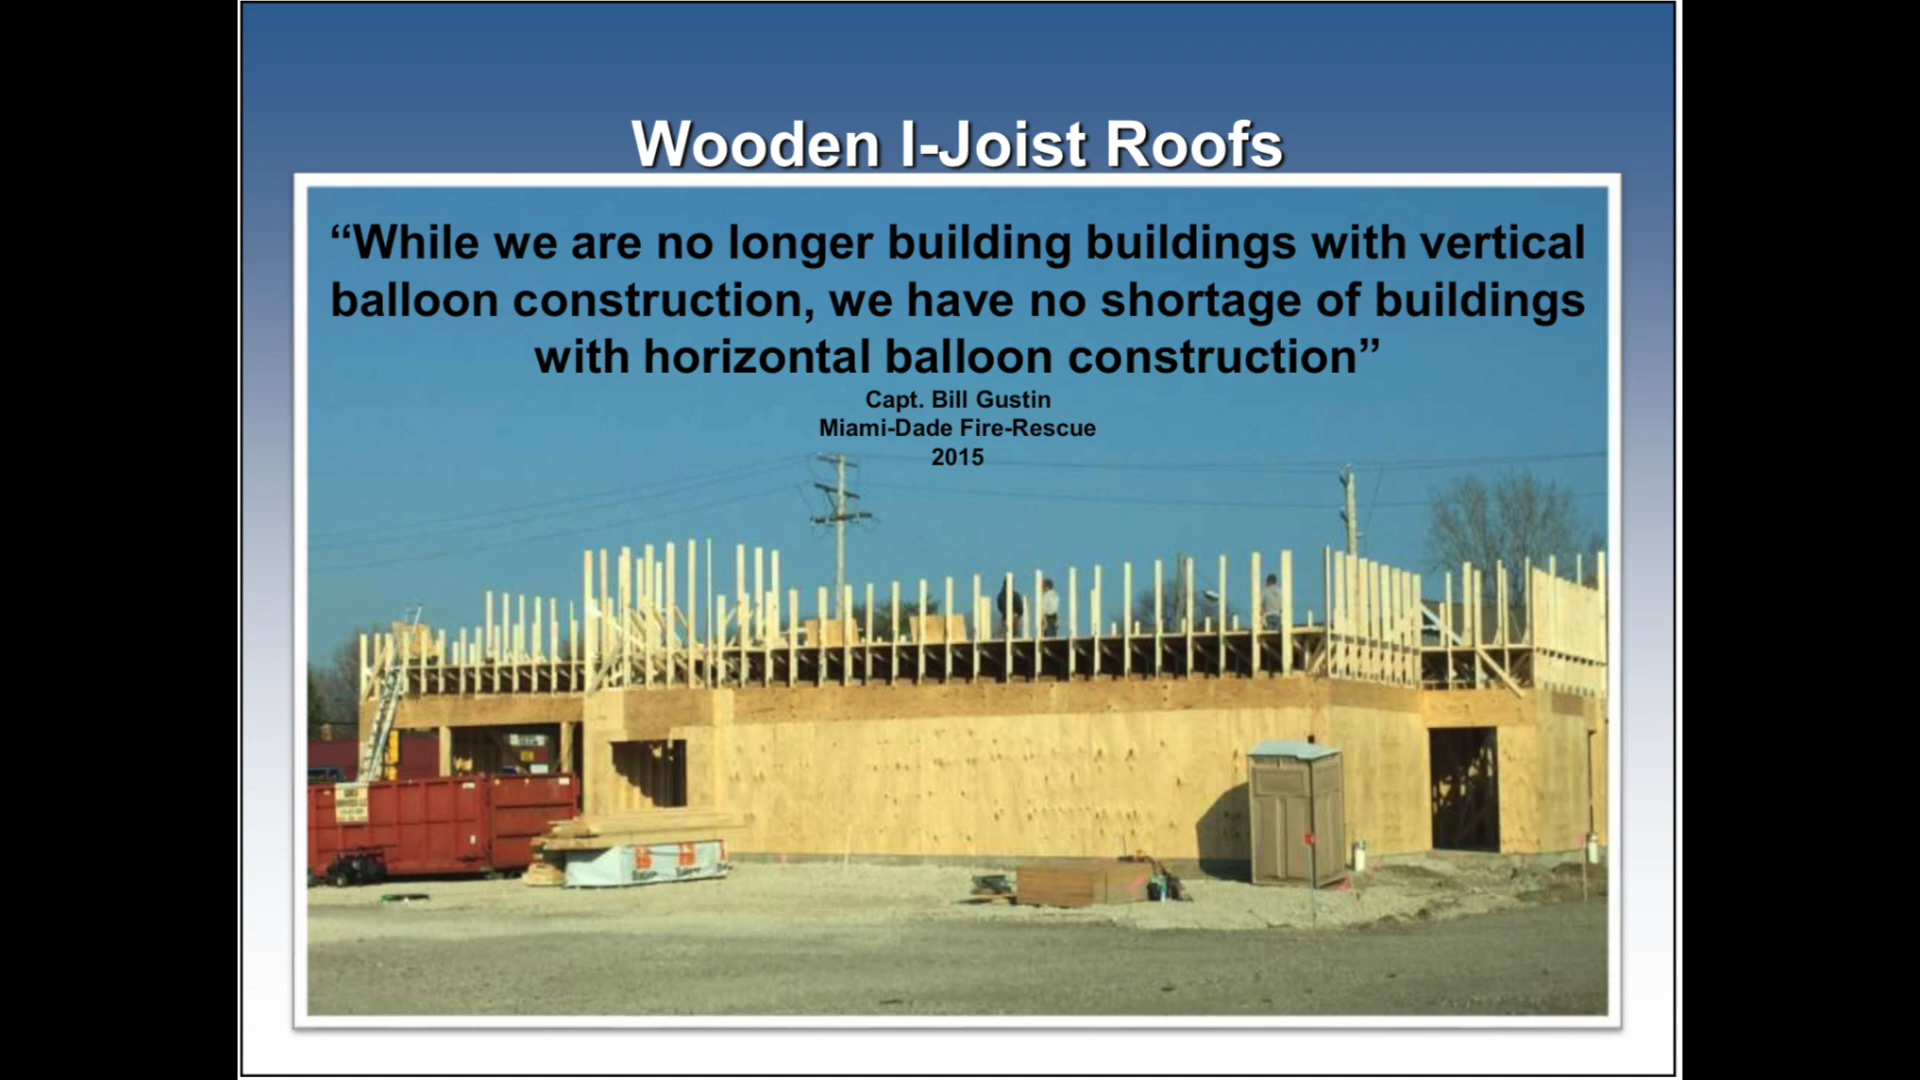 Wooden I-Joist Roofs
“While we are no longer building buildings with vertical
balloon construction, we have no shortage of buildings
with horizontal balloon construction”
Capt. Bill Gustin
Miami-Dade Fire-Rescue
2015